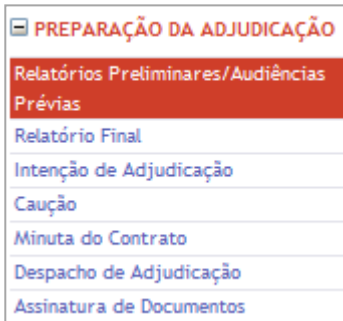 PREPARAÇÃO DA ADJUDICAÇÃO
Relatórios Preliminares/Audiências
Prévias
Relatório Final
Intenção de Adjudicação
Caução
Minuta do Contrato
Despacho de Adjudicação
Assinatura de Documentos